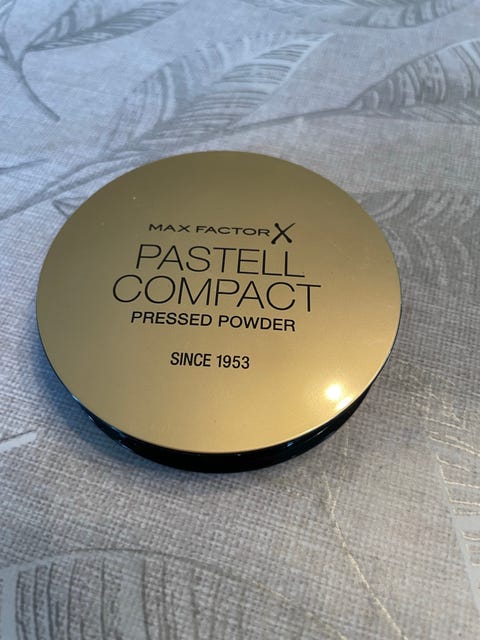 MAX FACTOR X
PASTELL
COMPACT
PRESSED POWDER
SINCE 1953